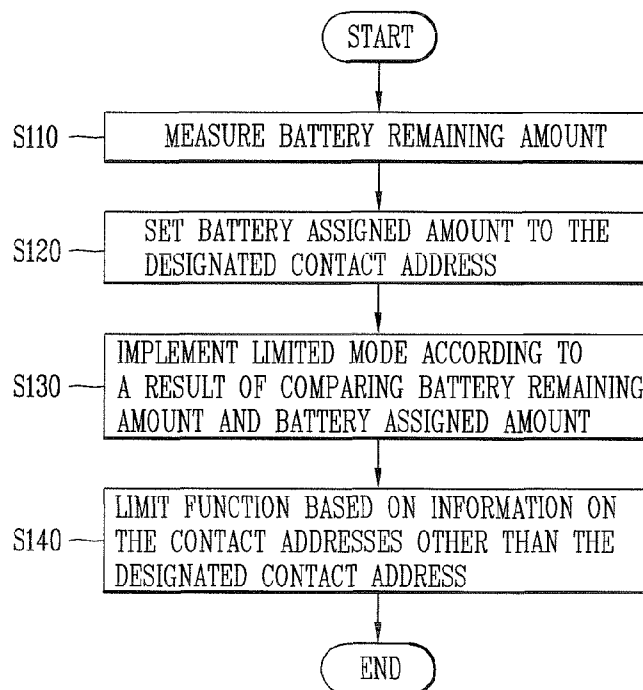 START
S110
MEASURE BATTERY REMAINING AMOUNT
S120
SET BATTERY ASSIGNED AMOUNT TO THE
DESIGNATED CONTACT ADDRESS
S130
IMPLEMENT LIMITED MODE ACCORDING TO
A RESULT OF COMPARING BATTERY REMAINING
AMOUNT AND BATTERY ASSIGNED AMOUNT
S140
LIMIT FUNCTION BASED ON INFORMATION ON
THE CONTACT ADDRESSES OTHER THAN THE
DESIGNATED CONTACT ADDRESS
END